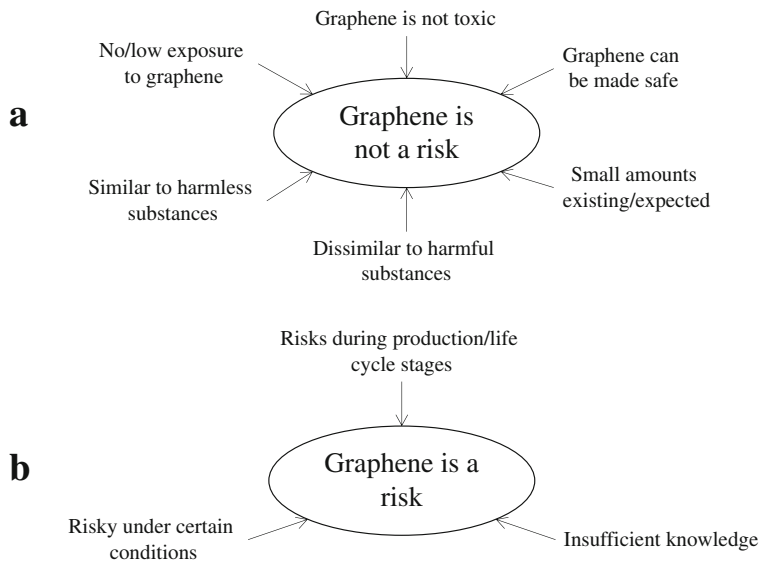 Graphene is not toxic
No/low exposure
to graphene
Graphene can
be made safe
a
Graphene is
not a risk
Similar to harmless
substances
Small amounts
existing/expected
Dissimilar to harmful
substances
Risks during production/life
cycle stages
b
Graphene is a
risk
Risky under certain
conditions
Insufficient knowledge